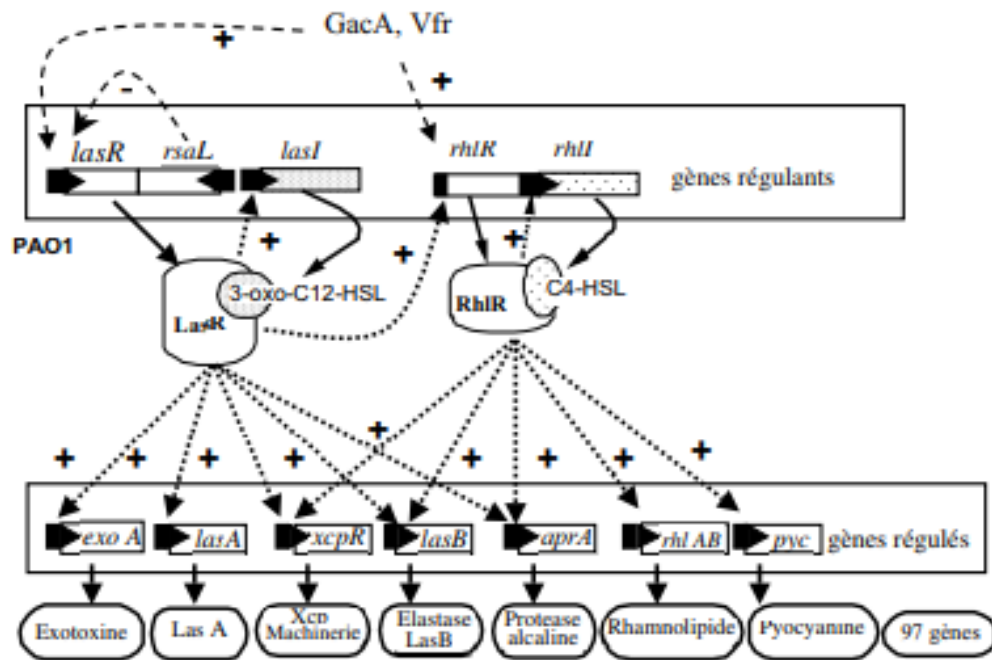 GacA, Vfr
+
-
+
lasR rsaL lasI rhlR rhlI
gènes régulants
PAO1
+ + +
3-oxo-C12-HSL
C4-HSL
LasR
RhlR
+
+ + + + + + + +
exo A lasA xcpR lasB aprA rhl AB pyc gènes régulés
Exotoxine
Las A
Xcp
Machinerie
Elastase
LasB
Protease
alcaline
Rhamnolipide
Pyocyanine
97 gènes